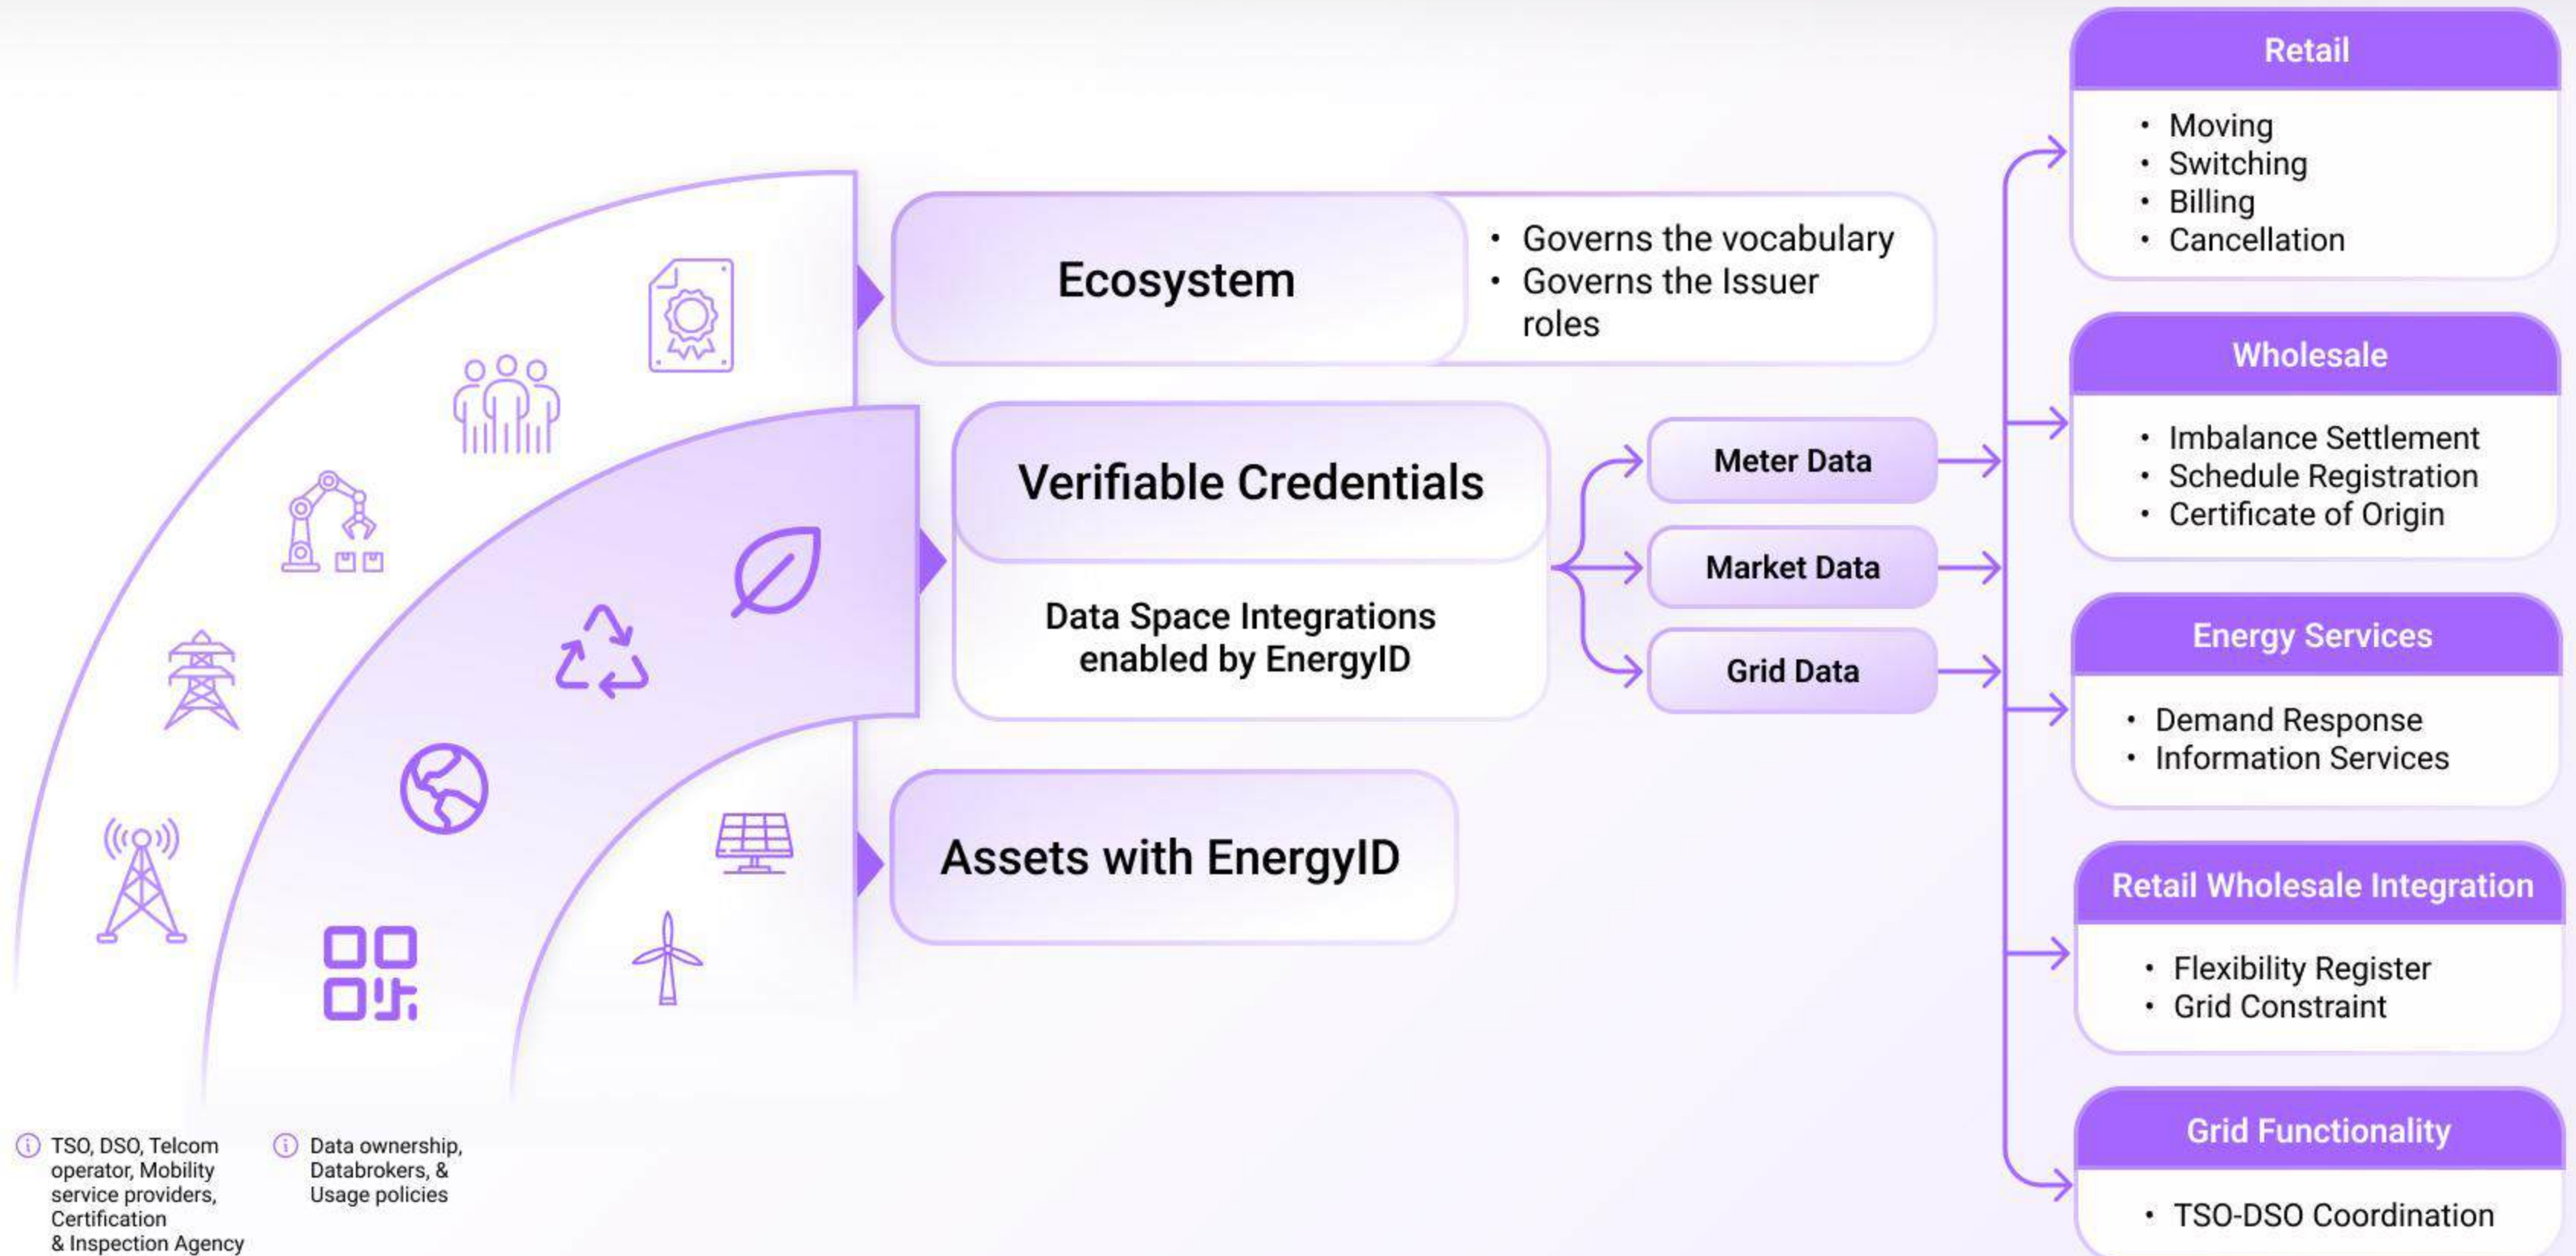 Ecosystem
• Governs the vocabulary
• Governs the Issuer
roles
Verifiable Credentials
Data Space Integrations
enabled by EnergyID
Assets with EnergyID
Meter Data
Market Data
Grid Data
Retail
• Moving
• Switching
• Billing
• Cancellation
Wholesale
• Imbalance Settlement
• Schedule Registration
• Certificate of Origin
Energy Services
• Demand Response
• Information Services
Retail Wholesale Integration
• Flexibility Register
• Grid Constraint
Grid Functionality
• TSO-DSO Coordination
TSO, DSO, Telcom
operator, Mobility
service providers,
Certification
& Inspection Agency
Data ownership,
Databrokers, &
Usage policies